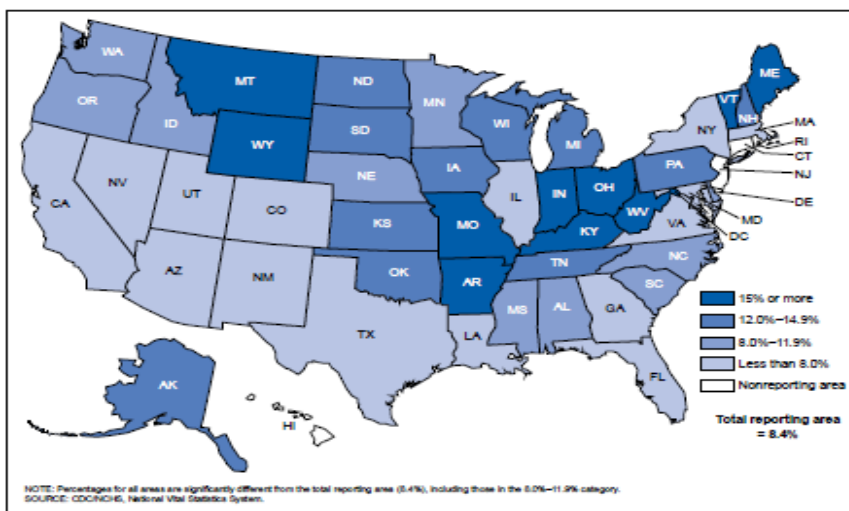 WA
MT
ND
MN
ME
VT
NH
MA
OR
ID
SD
WI
NY
RI
MI
CT
WY
PA
NJ
IA
NE
NV
OH
DE
IL
IN
UT
CA
CO
WV
VA
MD
KS
MO
KY
DC
NC
TN
AZ
OK
NM
AR
SC
MS
AL
GA
TX
LA
FL
AK
HI
15% or more
12.0%–14.9%
8.0%–11.9%
Less than 8.0%
Nonreporting area
Total reporting area
= 8.4%
NOTE: Percentages for all areas are significantly different from the total reporting area (8.4%), including those in the 8.0%–11.9% category.
SOURCE: CDC/NCHS, National Vital Statistics System.